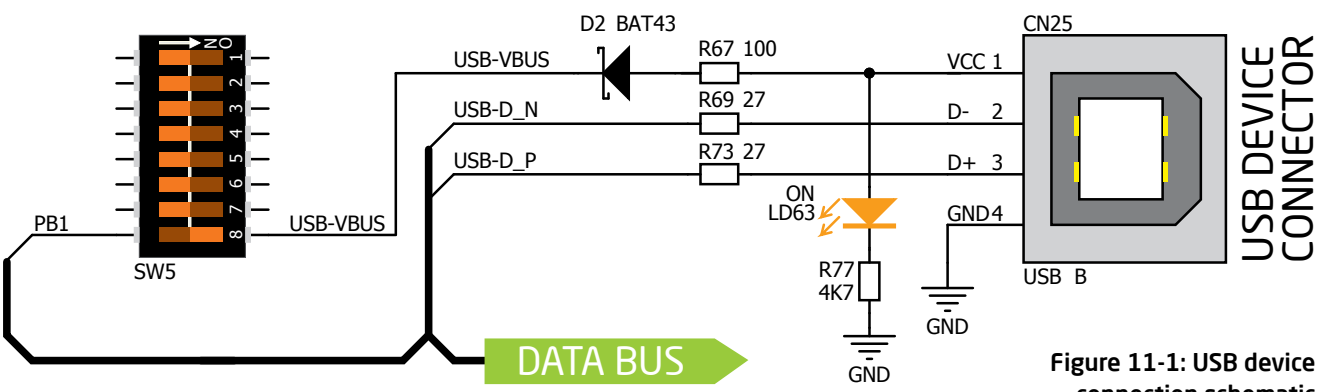 D2 BAT43
CN25
R67 100
USB-VBUS
VCC 1
R69 27
USB-D_N
D- 2
R73 27
USB-D_P
D+ 3
ON
1
2
3
4
5
6
7
8
PB1
USB-VBUS
SW5
ON
LD63
GND4
R77
4K7
USB B
GND
GND
DATA BUS
USB DEVICE
CONNECTOR
Figure 11-1: USB device
connection schematic